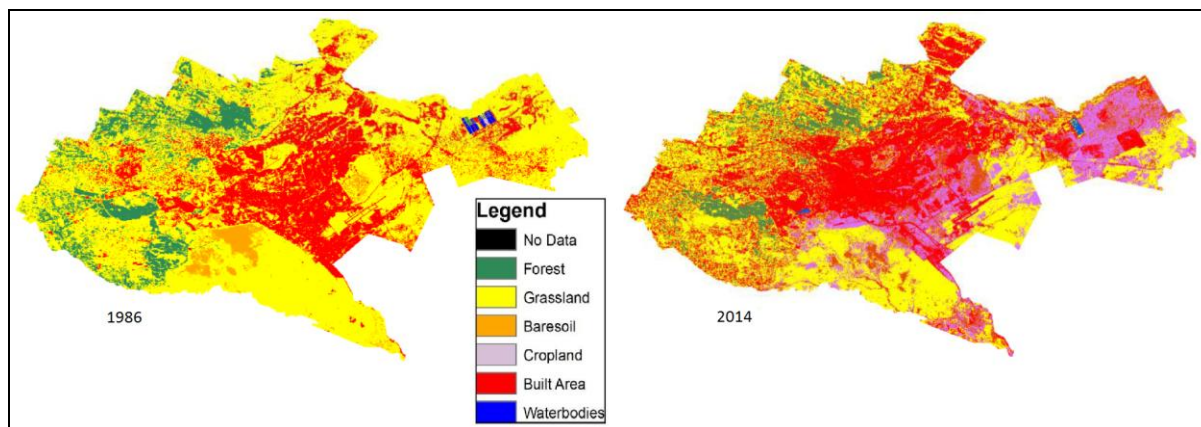 1986
Legend
No Data
Forest
Grassland
Baresoil
Cropland
Built Area
Waterbodies
2014